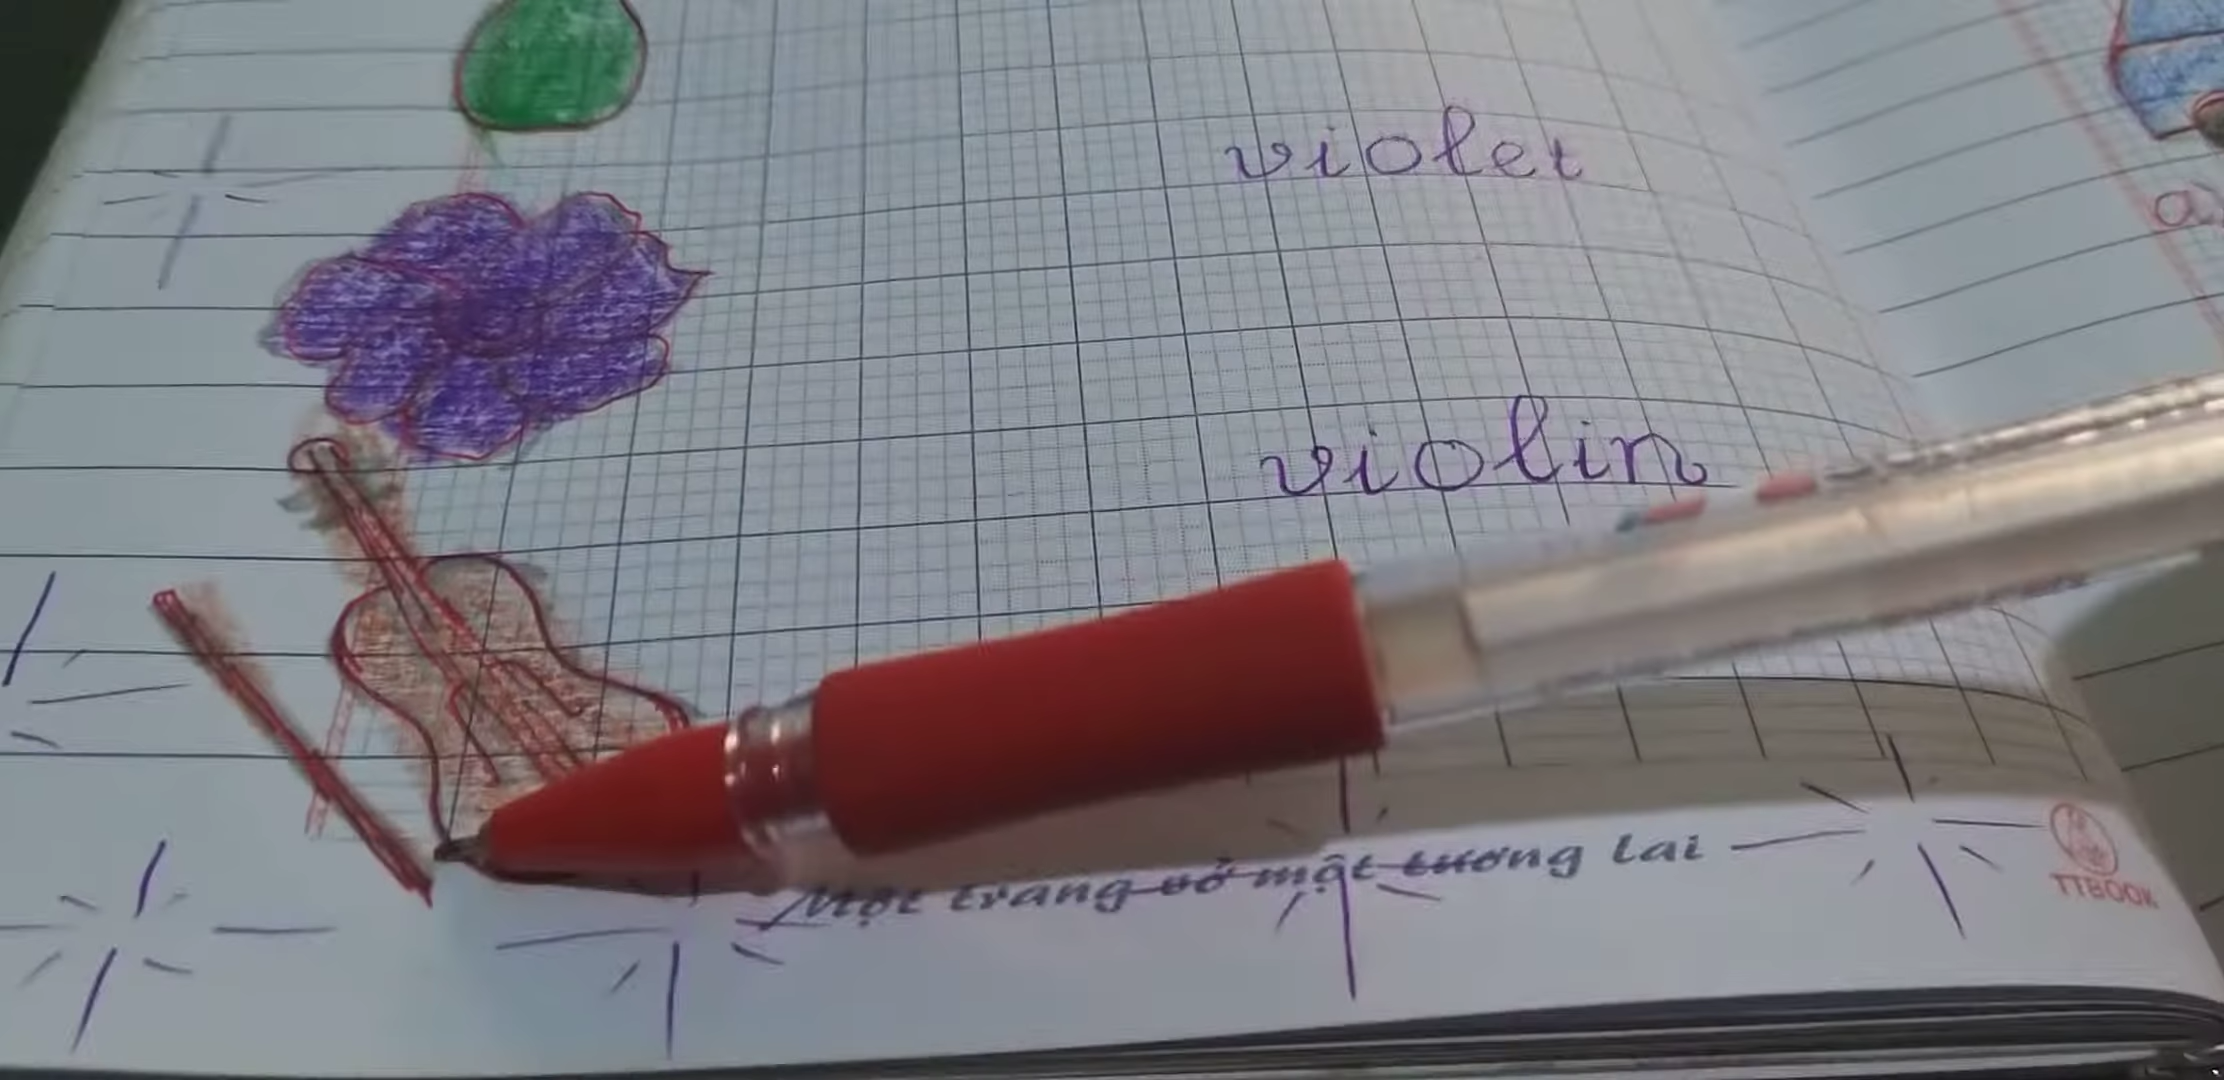 violet
a)
violin
Một trang vở một tương lai
TTBOOK